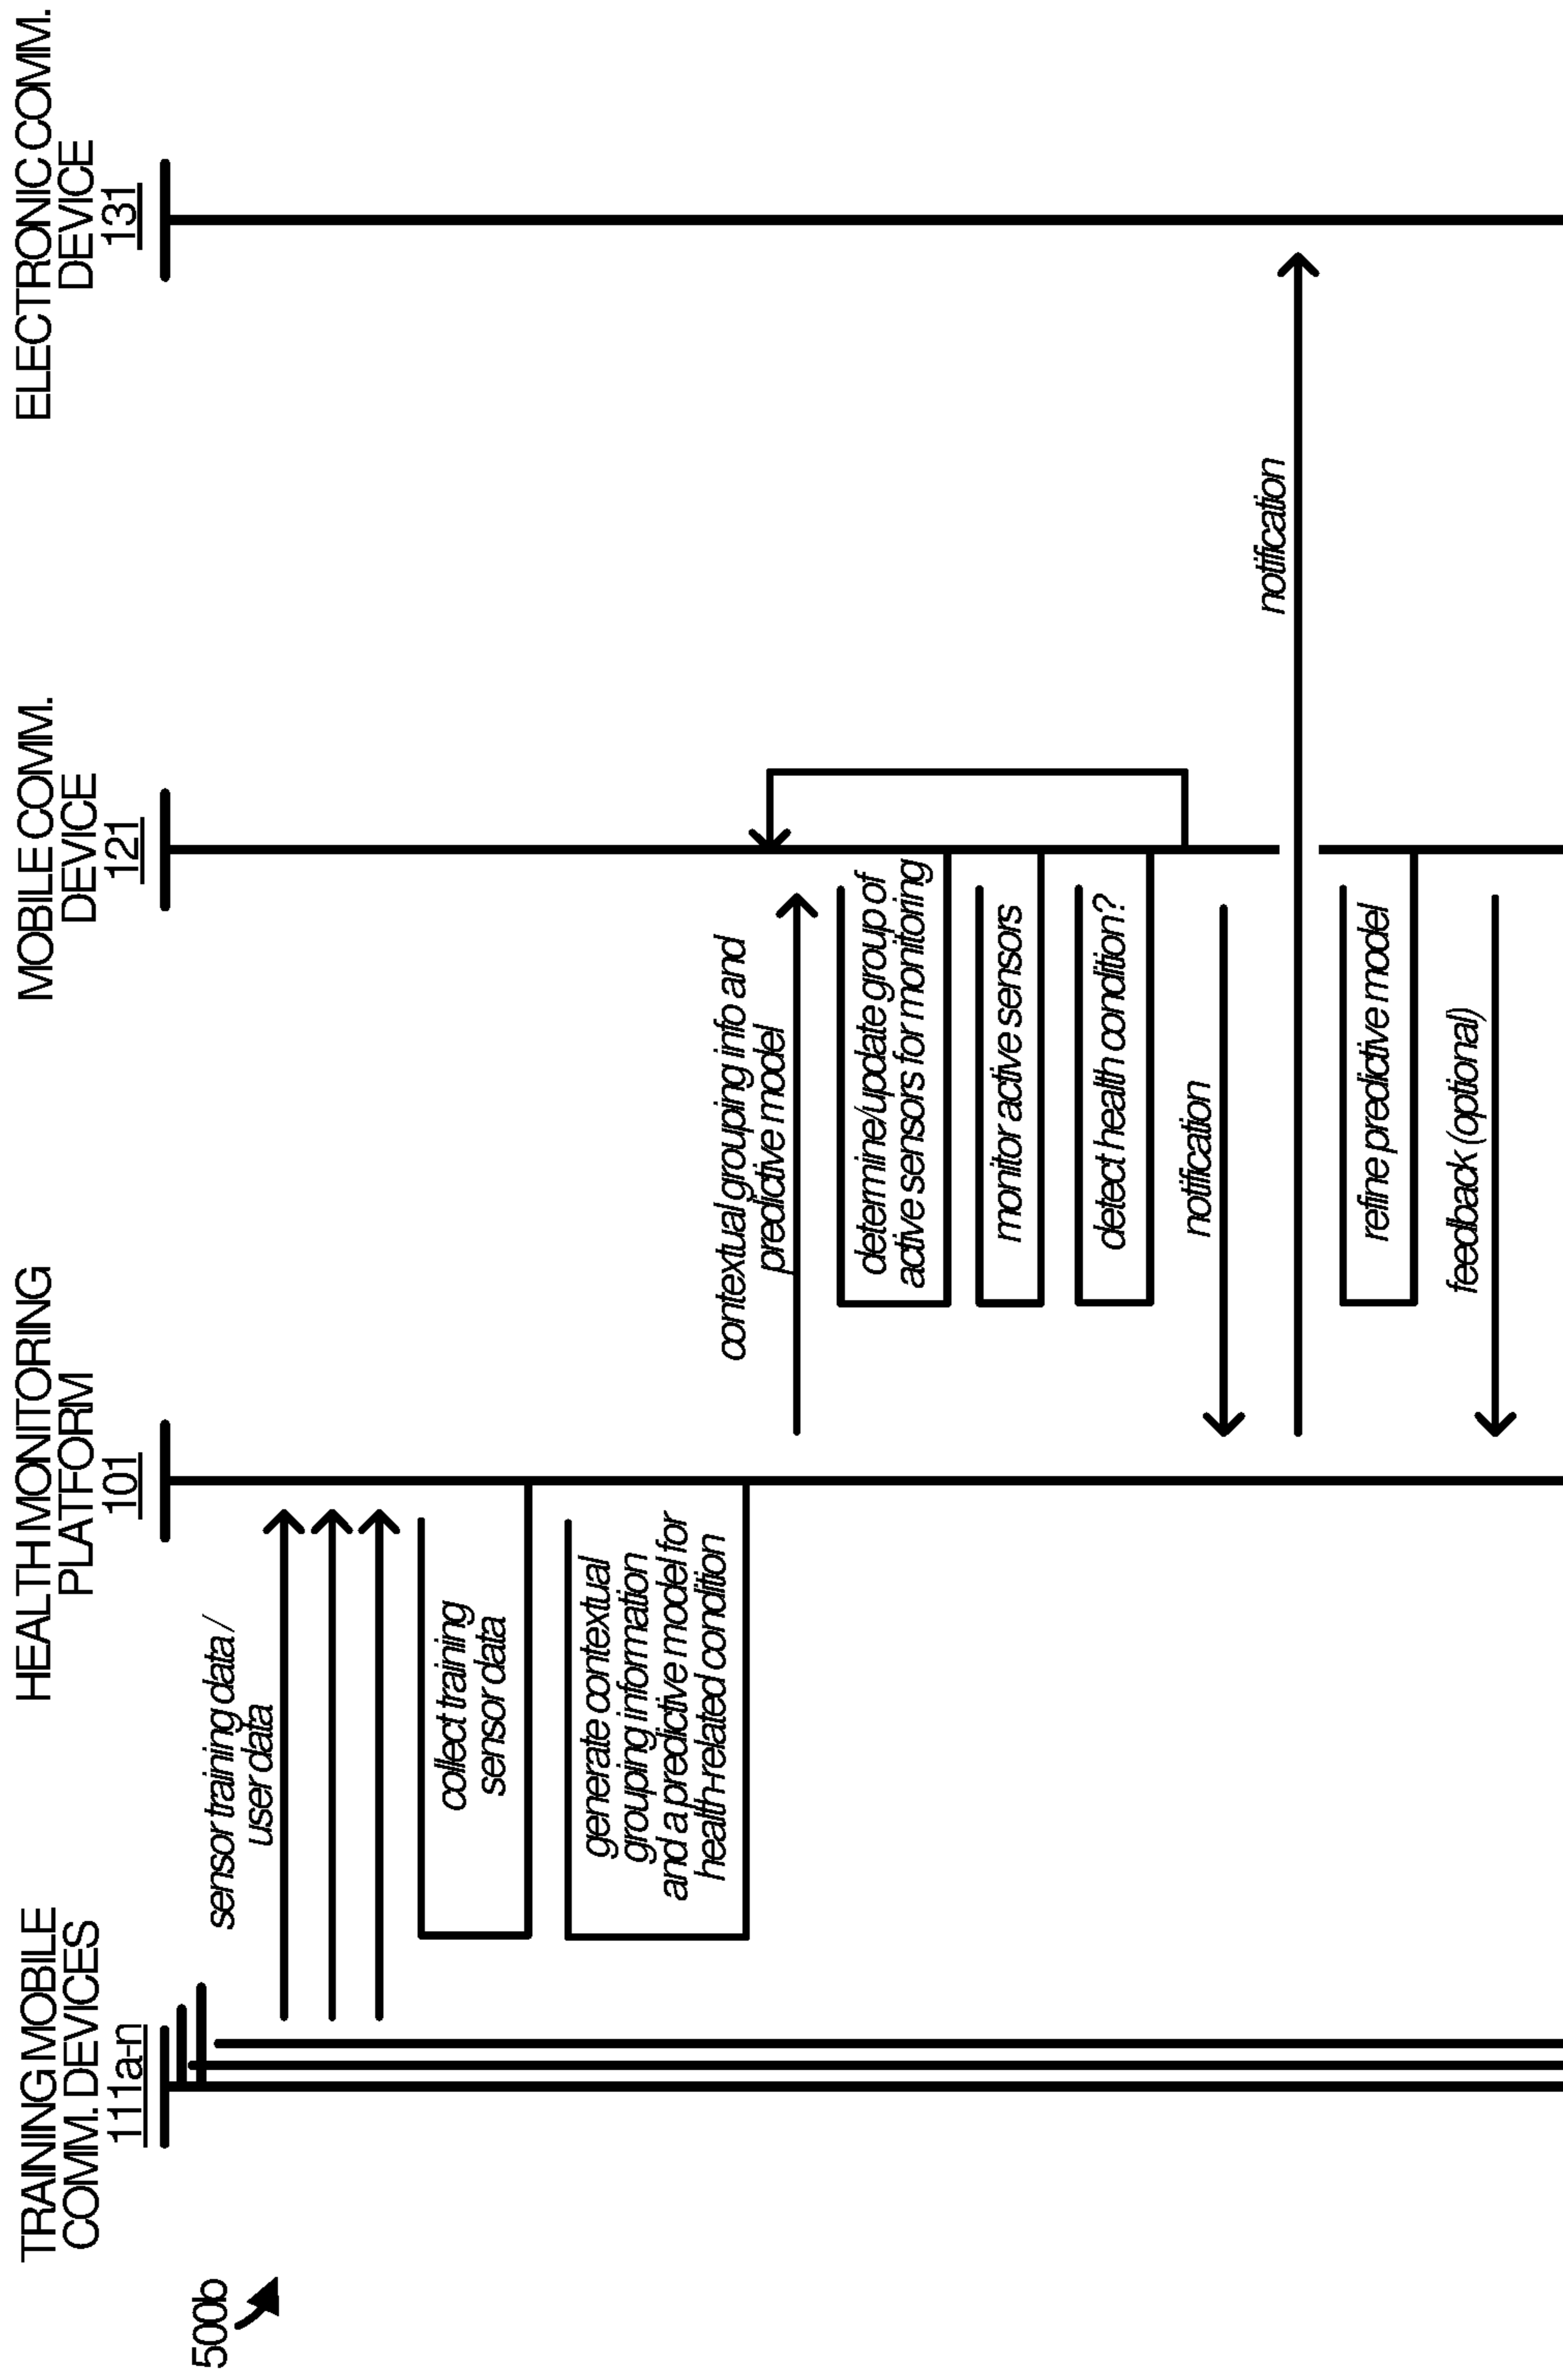 500b
TRAINING MOBILE
COMM. DEVICES
111a-n
HEALTH MONITORING
PLATFORM
101
MOBILE COMM.
DEVICE
121
ELECTRONIC COMM.
DEVICE
131
sensor training data /
user data
collect training
sensor data
generate contextual
grouping information
and a predictive model for
health-related condition
contextual grouping info and
predictive model
determine/update group of
active sensors for monitoring
monitor active sensors
detect health condition?
notification
notification
refine predictive model
feedback (optional)